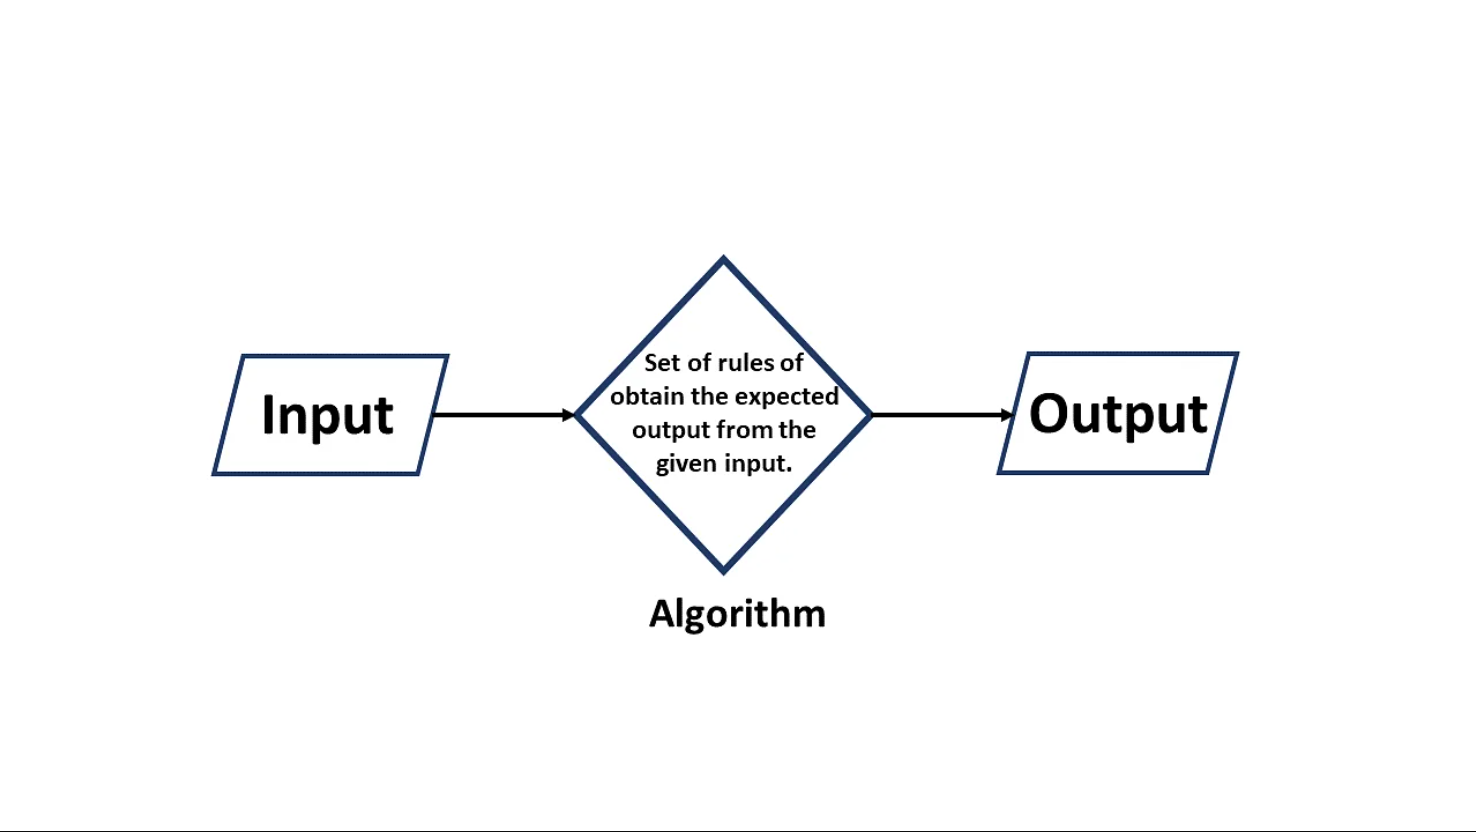 Input
Set of rules of
obtain the expected
output from the
given input.
Output
Algorithm